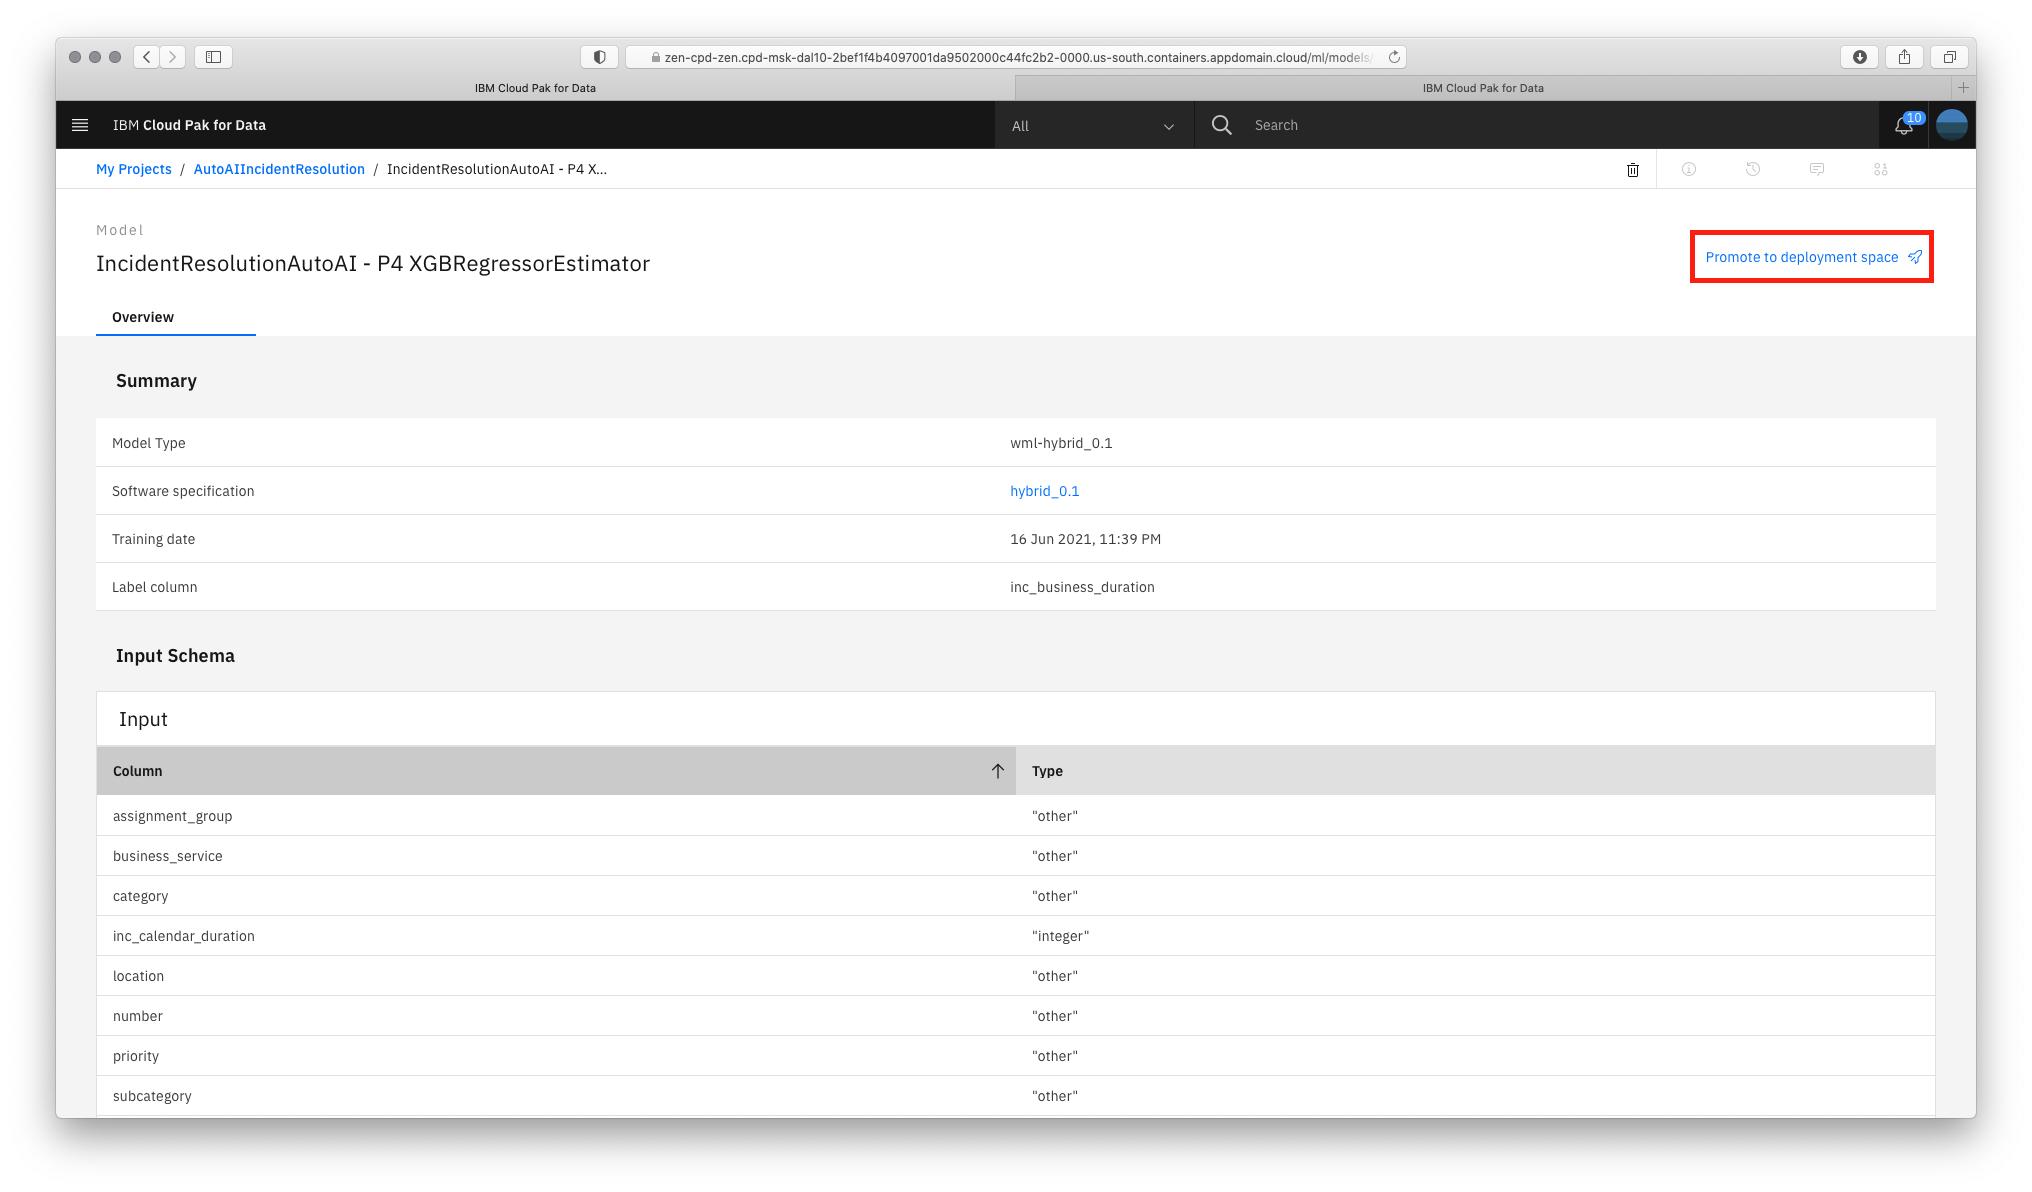 zen-cpd-zen.cpd-msk-dal10-2bef1f4b4097001da9502000c44fc2b2-0000.us-south.containers.appdomain.cloud/ml/models/
IBM Cloud Pak for Data
IBM Cloud Pak for Data
IBM Cloud Pak for Data
All
Search
10
My Projects / AutoAIIncidentResolution / IncidentResolutionAutoAI - P4 X...
Model
IncidentResolutionAutoAI - P4 XGBRegressorEstimator
Promote to deployment space
Overview
Summary
Model Type wml-hybrid_0.1
Software specification hybrid_0.1
Training date 16 Jun 2021, 11:39 PM
Label column inc_business_duration
Input Schema
Input
Column Type
assignment_group "other"
business_service "other"
category "other"
inc_calendar_duration "integer"
location "other"
number "other"
priority "other"
subcategory "other"